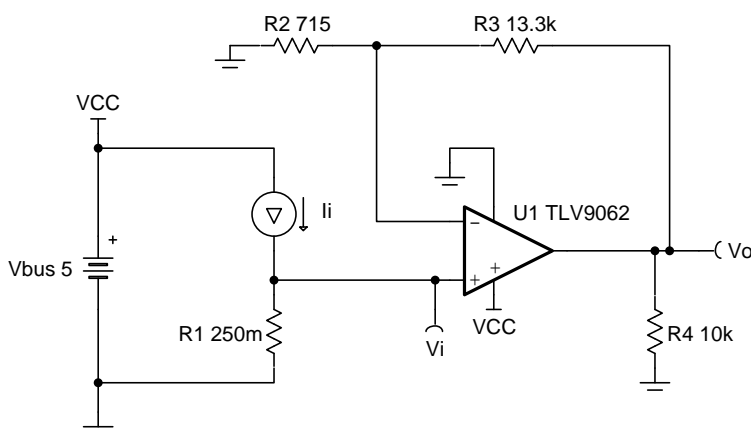 R2 715
R3 13.3k
VCC
Ii
U1 TLV9062
Vbus 5
+
−
+
+
Vo
VCC
R1 250m
Vi
R4 10k